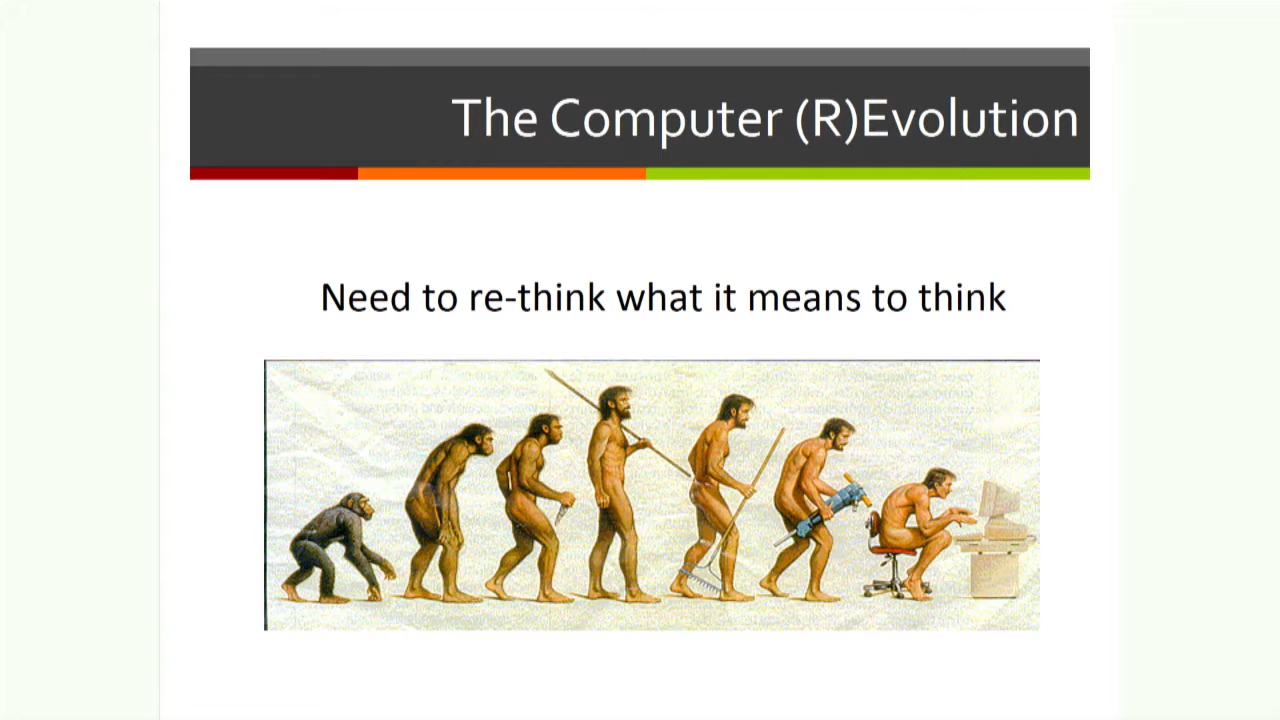 The Computer (R)Evolution
Need to re-think what it means to think